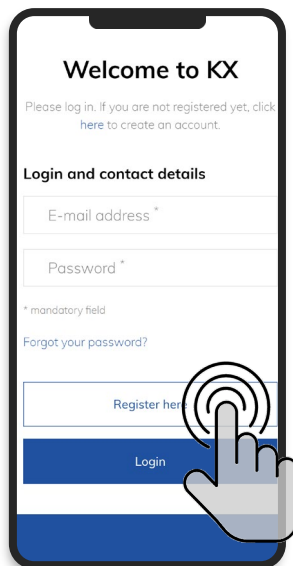 Welcome to KX
Please log in. If you are not registered yet, click
here to create an account.
Login and contact details
E-mail address *
Password *
* mandatory field
Forgot your password?
Register here
Login